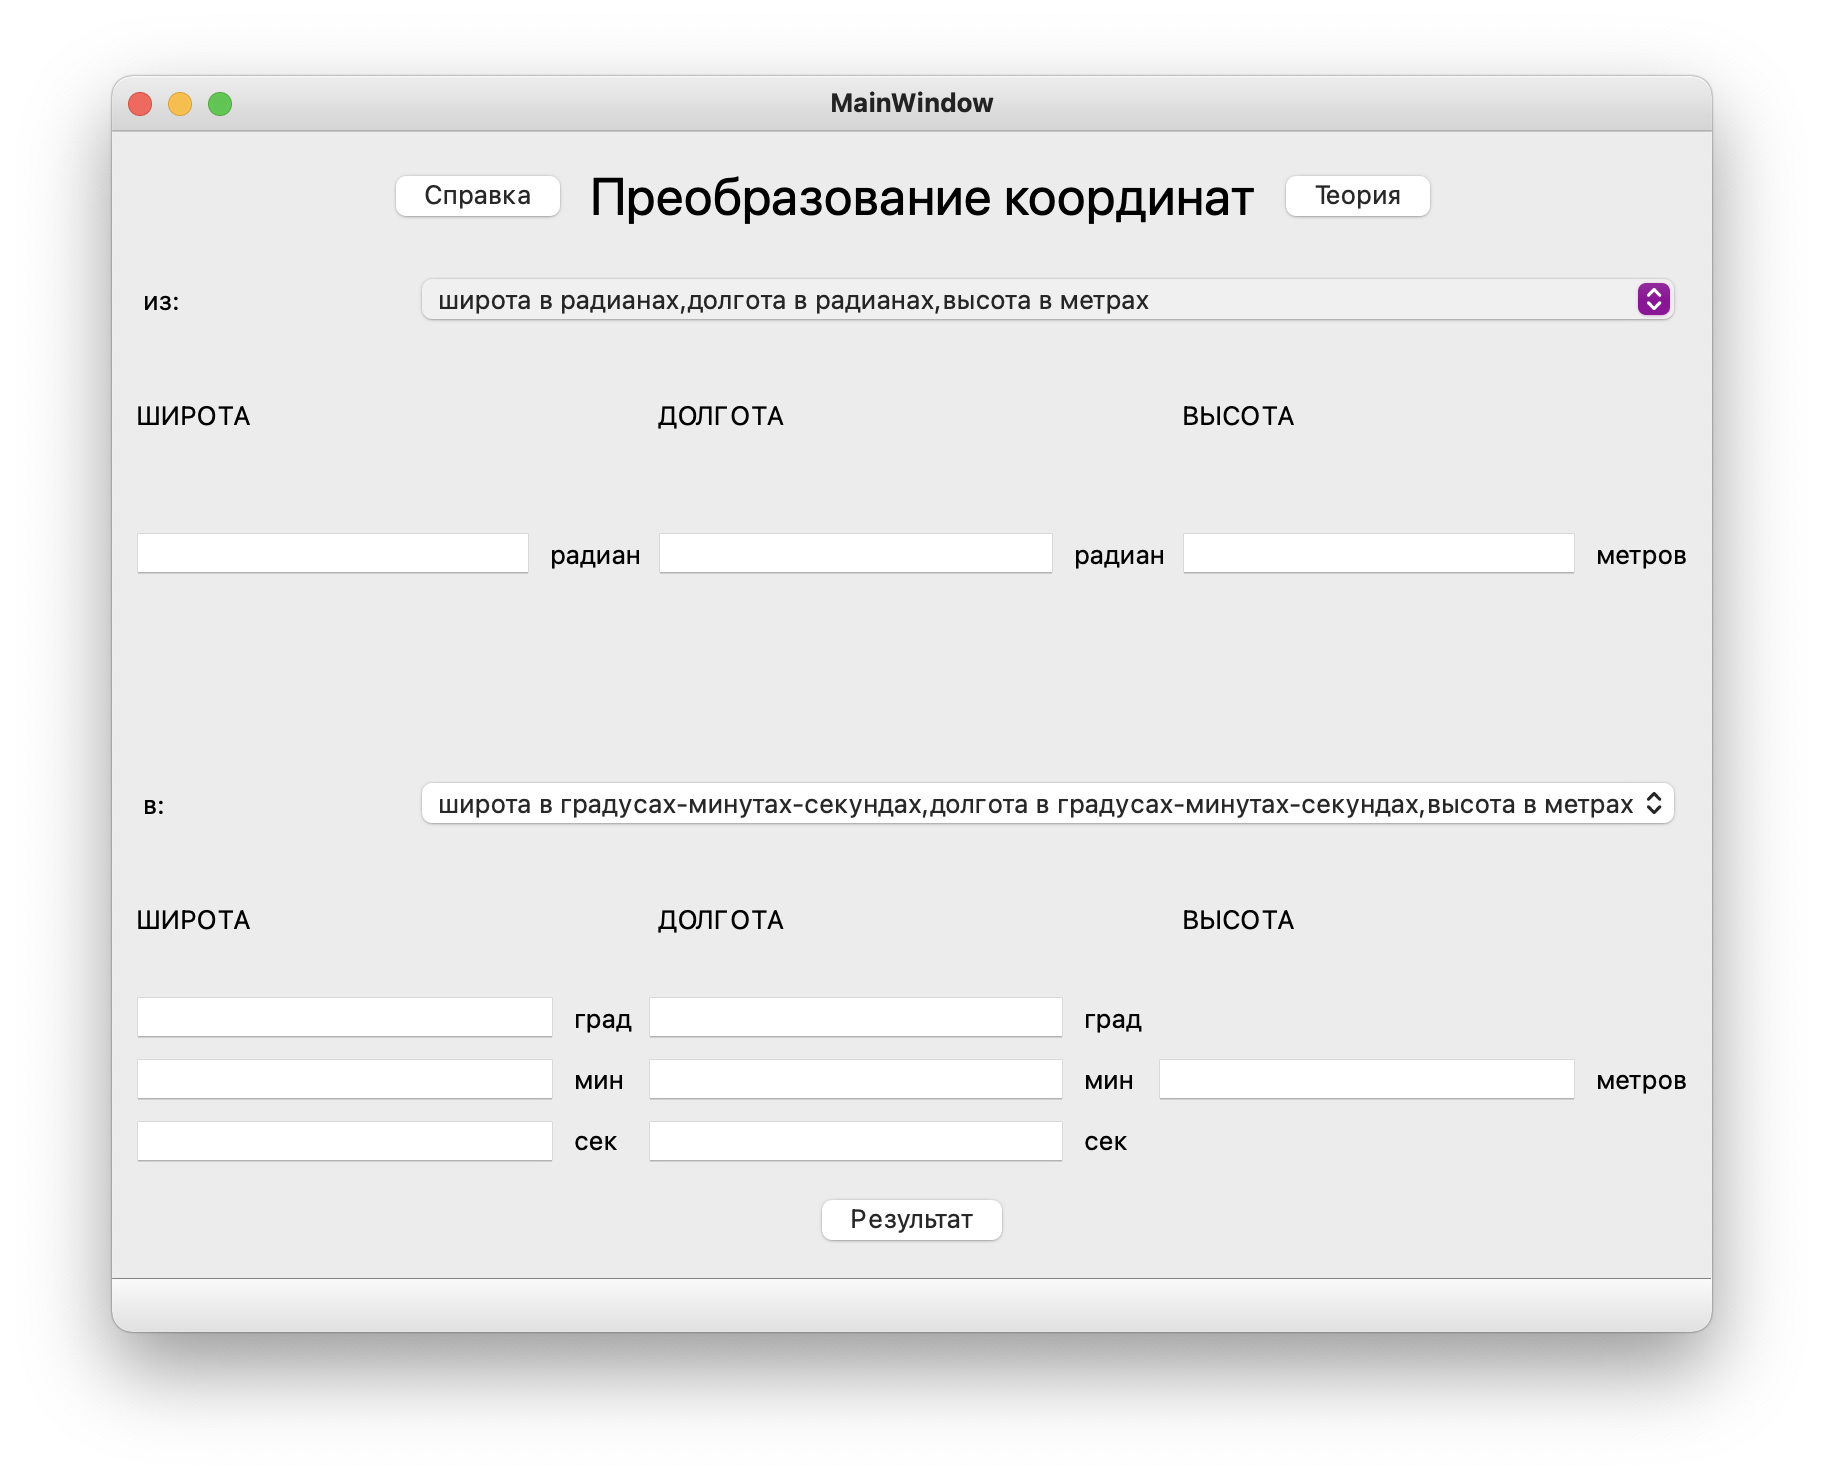 MainWindow
Справка Преобразование координат Теория
из: широта в радианах,долгота в радианах,высота в метрах
ШИРОТА ДОЛГОТА ВЫСОТА
радиан радиан метров
в: широта в градусах-минутах-секундах,долгота в градусах-минутах-секундах,высота в метрах
ШИРОТА ДОЛГОТА ВЫСОТА
град град
мин мин метров
сек сек
Результат